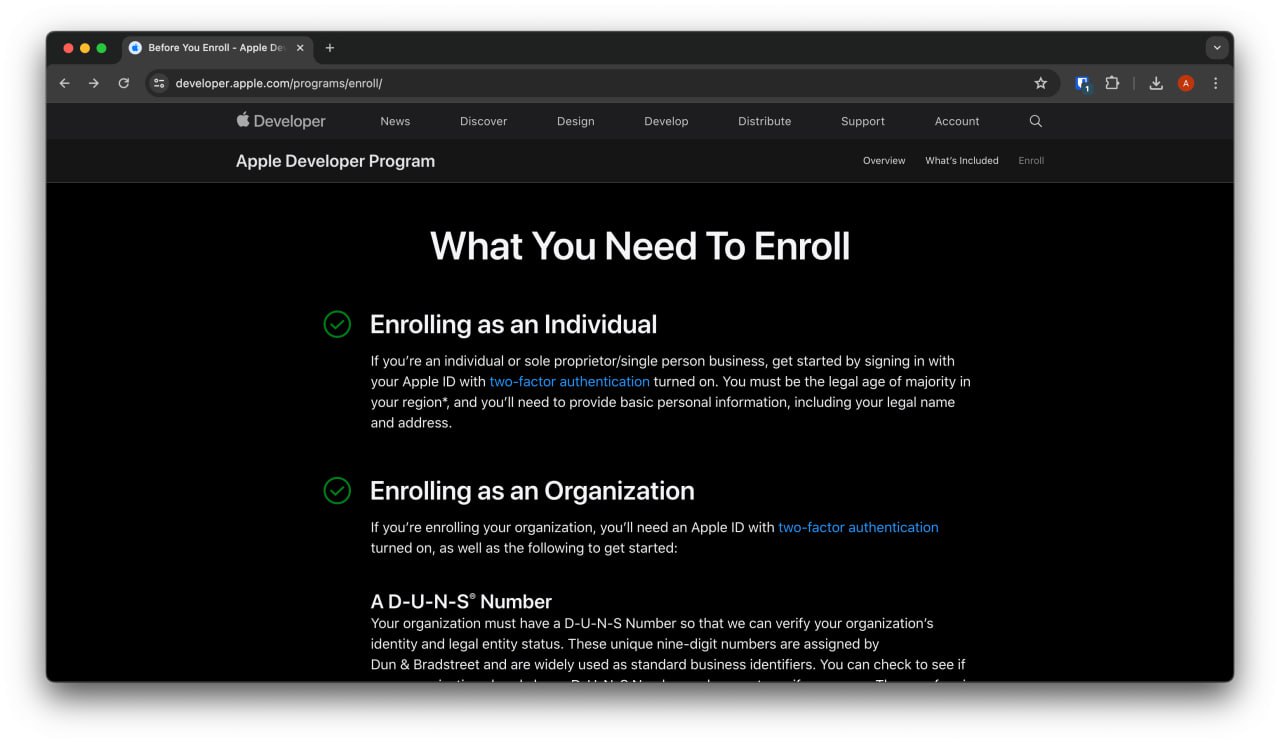 Before You Enroll - Apple De
developer.apple.com/programs/enroll/
1
A
Developer
News
Discover
Design
Develop
Distribute
Support
Account
Apple Developer Program
Overview
What's Included
Enroll
What You Need To Enroll
Enrolling as an Individual
If you're an individual or sole proprietor/single person business, get started by signing in with
your Apple ID with two-factor authentication turned on. You must be the legal age of majority in
your region*, and you'll need to provide basic personal information, including your legal name
and address.
Enrolling as an Organization
If you're enrolling your organization, you'll need an Apple ID with two-factor authentication
turned on, as well as the following to get started:
A D-U-N-S® Number
Your organization must have a D-U-N-S Number so that we can verify your organization's
identity and legal entity status. These unique nine-digit numbers are assigned by
Dun & Bradstreet and are widely used as standard business identifiers. You can check to see if